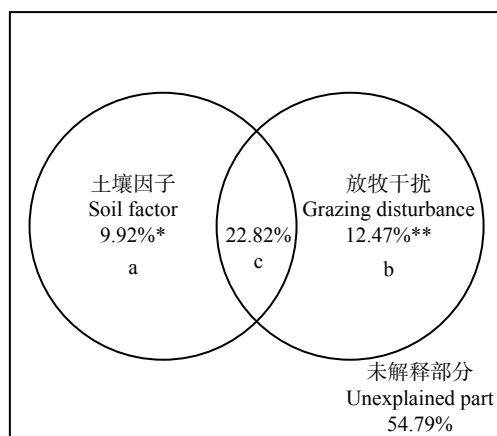 土壤因子
Soil factor
9.92%*
a
22.82%
c
放牧干扰
Grazing disturbance
12.47%**
b
未解释部分
Unexplained part
54.79%